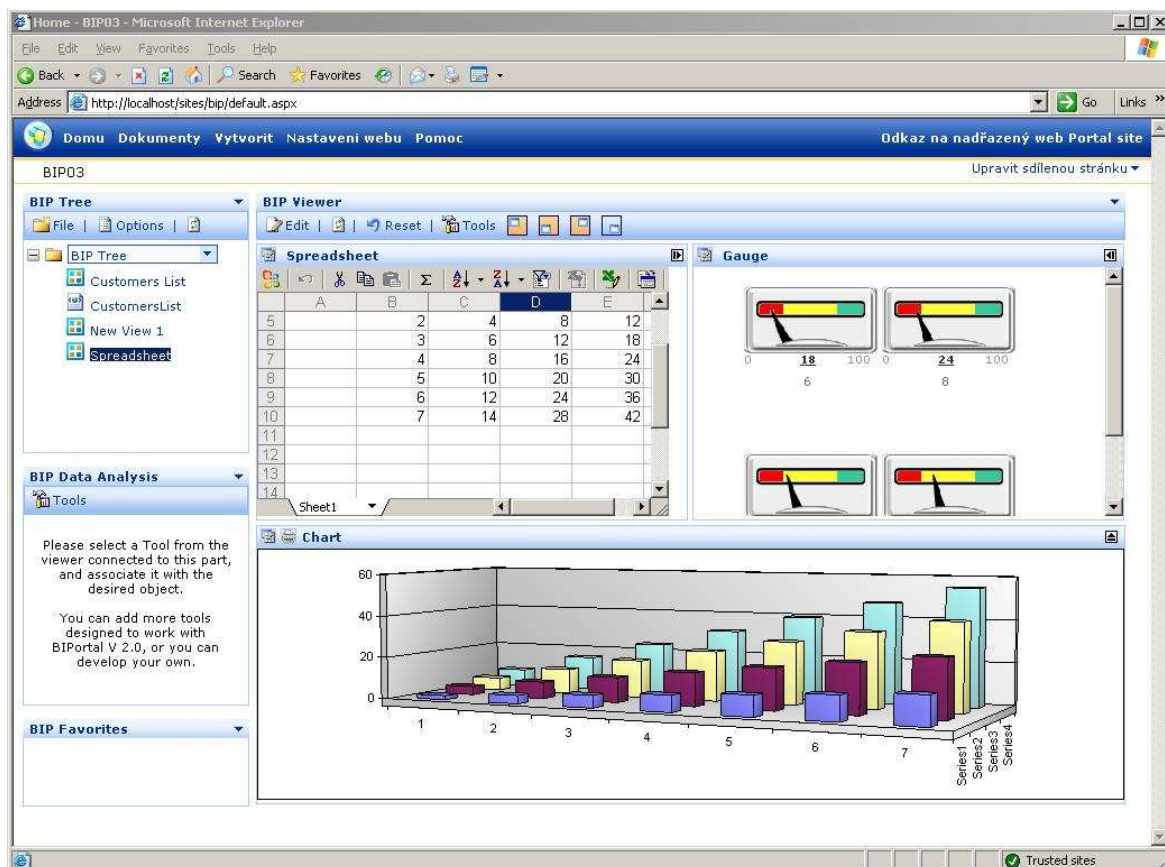 Home - BIP03 - Microsoft Internet Explorer
File Edit View Favorites Tools Help
Back Search Favorites
Address http://localhost/sites/bip/default.aspx Go Links »
Domu Dokumenty Vytvorit Nastaveni webu Pomoc Odkaz na nadřazený web Portal site
BIP03 Upravit sdílenou stránku
BIP Tree
File | Options |
BIP Tree
Customers List
CustomersList
New View 1
Spreadsheet
BIP Data Analysis
Tools
Please select a Tool from the
viewer connected to this part,
and associate it with the
desired object.
You can add more tools
designed to work with
BIPortal V 2.0, or you can
develop your own.
BIP Favorites
BIP Viewer
Edit | | Reset | Tools
Spreadsheet
A B C D E
5 2 4 8 12
6 3 6 12 18
7 4 8 16 24
8 5 10 20 30
9 6 12 24 36
10 7 14 28 42
11
12
13
14
Sheet1
Gauge
0 18 100 0 24 100
6 8
Chart
60
40
20
0
1 2 3 4 5 6 7
Series1
Series2
Series3
Series4
Trusted sites